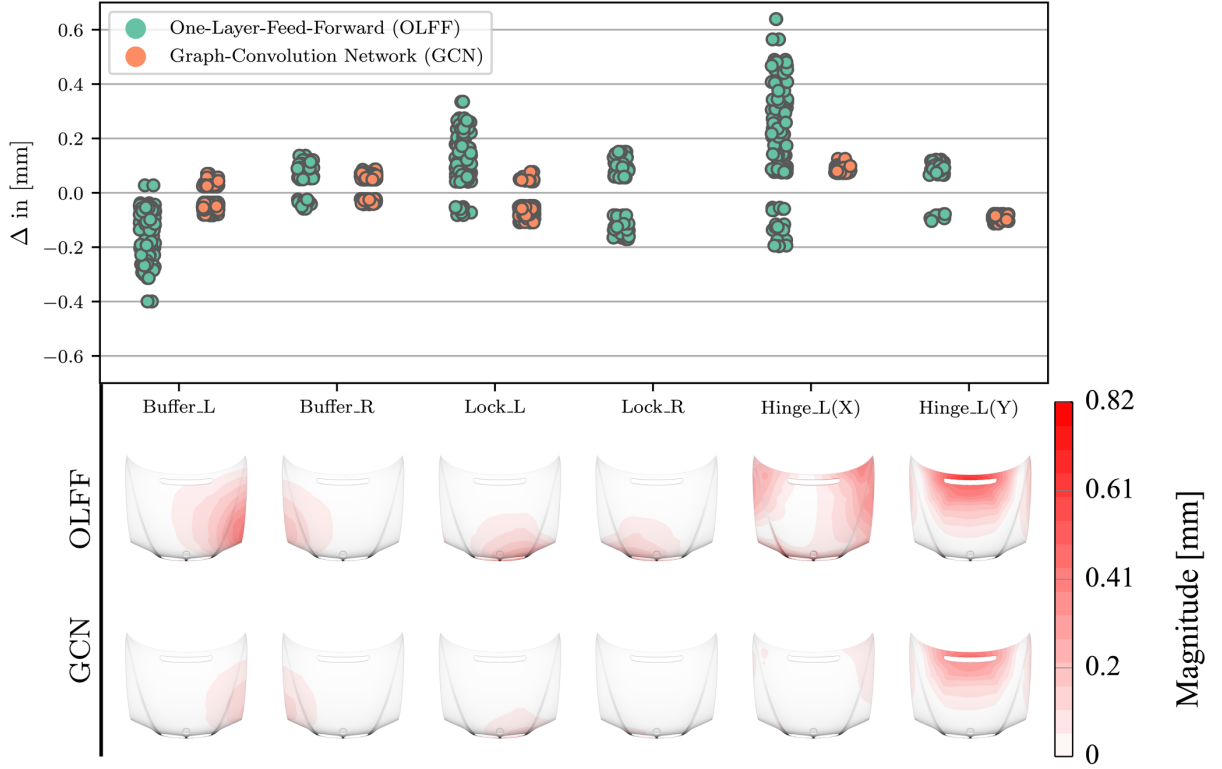 One-Layer-Feed-Forward (OLFF)
Graph-Convolution Network (GCN)
Δ in [mm]
0.6
0.4
0.2
0.0
−0.2
−0.4
−0.6
Buffer_L
Buffer_R
Lock_L
Lock_R
Hinge_L(X)
Hinge_L(Y)
OLFF
GCN
0.82
0.61
0.41
0.2
0
Magnitude [mm]